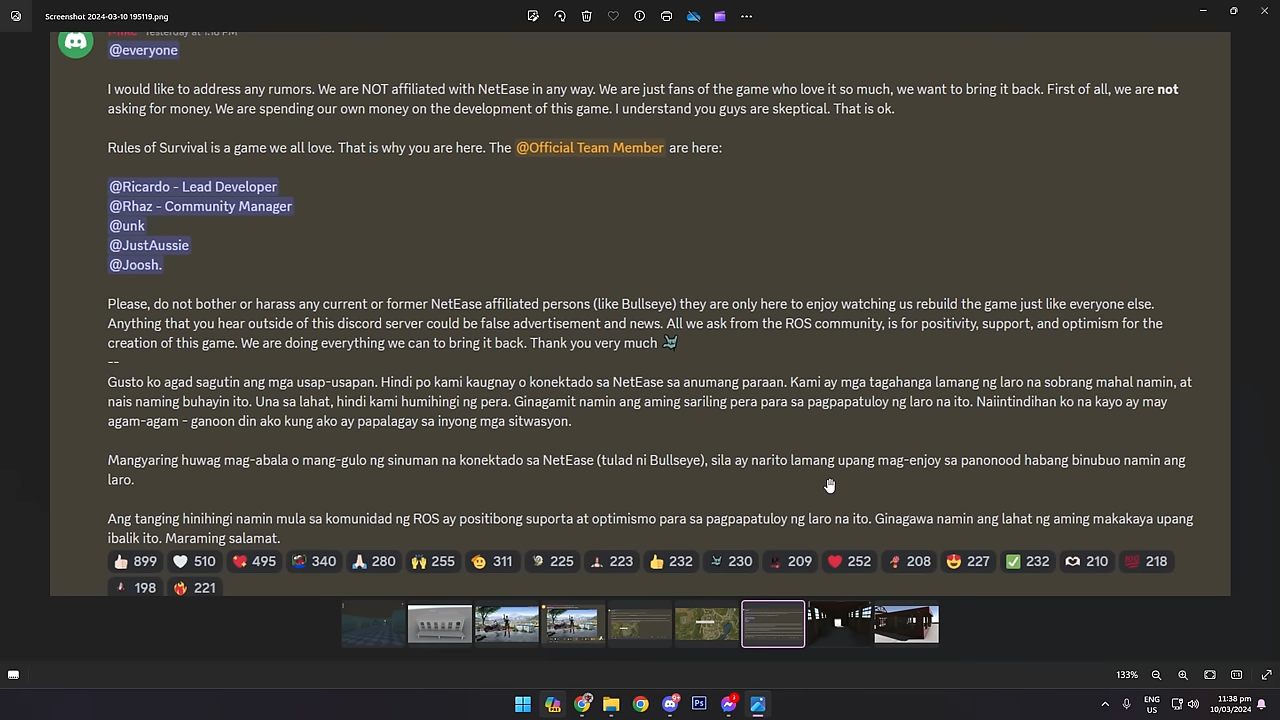 Screenshot 2024-03-10 195119.png
Mike Yesterday at 1:18 PM
@everyone
I would like to address any rumors. We are NOT affiliated with NetEase in any way. We are just fans of the game who love it so much, we want to bring it back. First of all, we are not
asking for money. We are spending our own money on the development of this game. I understand you guys are skeptical. That is ok.
Rules of Survival is a game we all love. That is why you are here. The @Official Team Member are here:
@Ricardo - Lead Developer
@Rhaz - Community Manager
@unk
@JustAussie
@Joosh.
Please, do not bother or harass any current or former NetEase affiliated persons (like Bullseye) they are only here to enjoy watching us rebuild the game just like everyone else.
Anything that you hear outside of this discord server could be false advertisement and news. All we ask from the ROS community, is for positivity, support, and optimism for the
creation of this game. We are doing everything we can to bring it back. Thank you very much
--
Gusto ko agad sagutin ang mga usap-usapan. Hindi po kami kaugnay o konektado sa NetEase sa anumang paraan. Kami ay mga tagahanga lamang ng laro na sobrang mahal namin, at
nais naming buhayin ito. Una sa lahat, hindi kami humihingi ng pera. Ginagamit namin ang aming sariling pera para sa pagpapatuloy ng laro na ito. Naiintindihan ko na kayo ay may
agam-agam - ganoon din ako kung ako ay papalagay sa inyong mga sitwasyon.
Mangyaring huwag mag-abala o mang-gulo ng sinuman na konektado sa NetEase (tulad ni Bullseye), sila ay narito lamang upang mag-enjoy sa panonood habang binubuo namin ang
laro.
Ang tanging hinihingi namin mula sa komunidad ng ROS ay positibong suporta at optimismo para sa pagpapatuloy ng laro na ito. Ginagawa namin ang lahat ng aming makakaya upang
ibalik ito. Maraming salamat.
899 510 495 340 280 255 311 225 223 232 230 209 252 208 227 232 210 218
198 221
133%
ENG
US
11:38 pm
10/03/2024